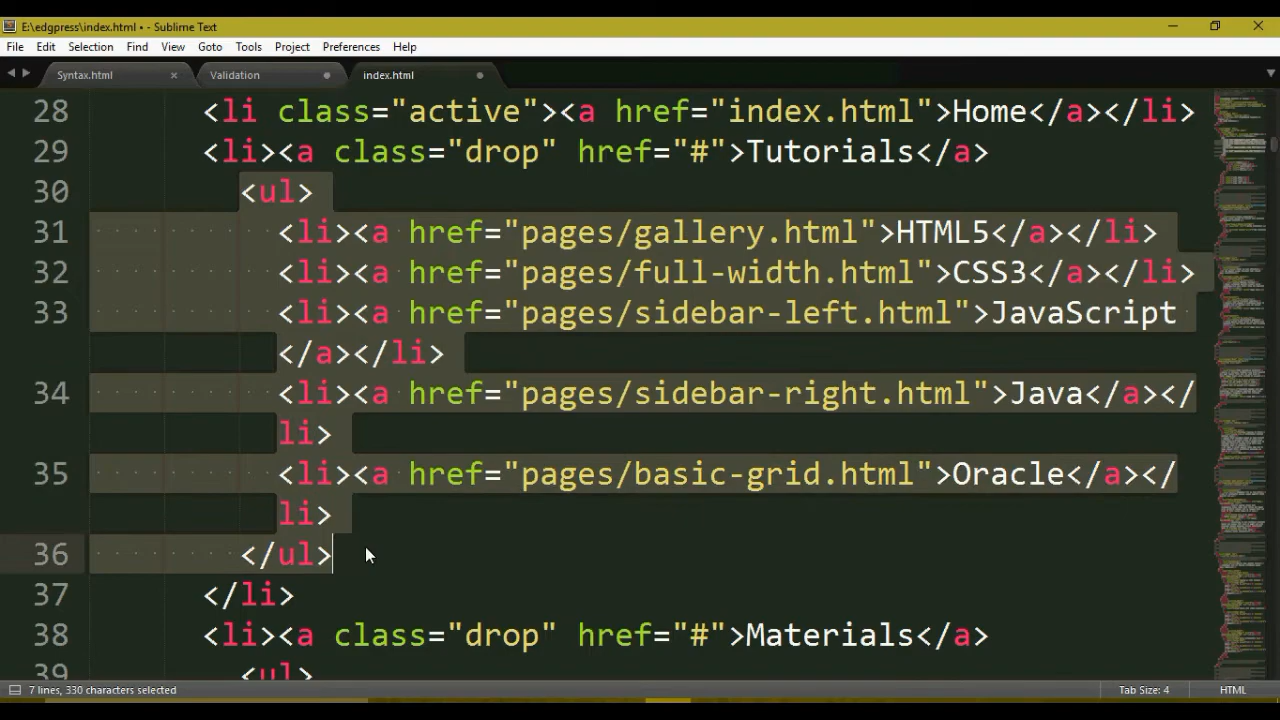 E:\edgpress\index.html • - Sublime Text
File Edit Selection Find View Goto Tools Project Preferences Help
Syntax.html × Validation index.html
28 <li class="active"><a href="index.html">Home</a></li>
29 <li><a class="drop" href="#">Tutorials</a>
30 <ul>
31 <li><a href="pages/gallery.html">HTML5</a></li>
32 <li><a href="pages/full-width.html">CSS3</a></li>
33 <li><a href="pages/sidebar-left.html">JavaScript
</a></li>
34 <li><a href="pages/sidebar-right.html">Java</a></
li>
35 <li><a href="pages/basic-grid.html">Oracle</a></
li>
36 </ul>
37 </li>
38 <li><a class="drop" href="#">Materials</a>
39 <ul>
7 lines, 330 characters selected Tab Size: 4 HTML